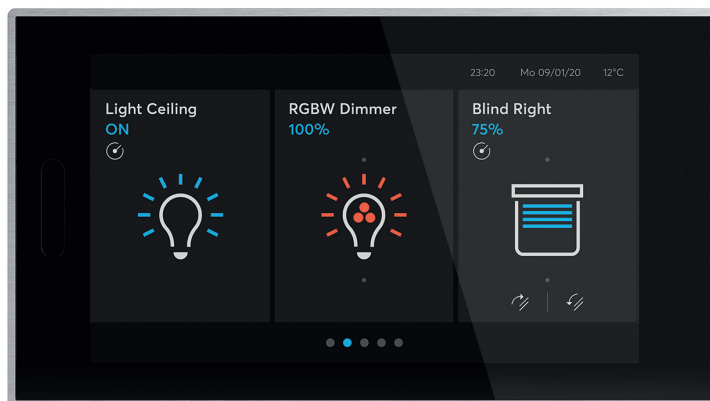 23:20 Mo 09/01/20 12°C
Light Ceiling
ON
RGBW Dimmer
100%
Blind Right
75%